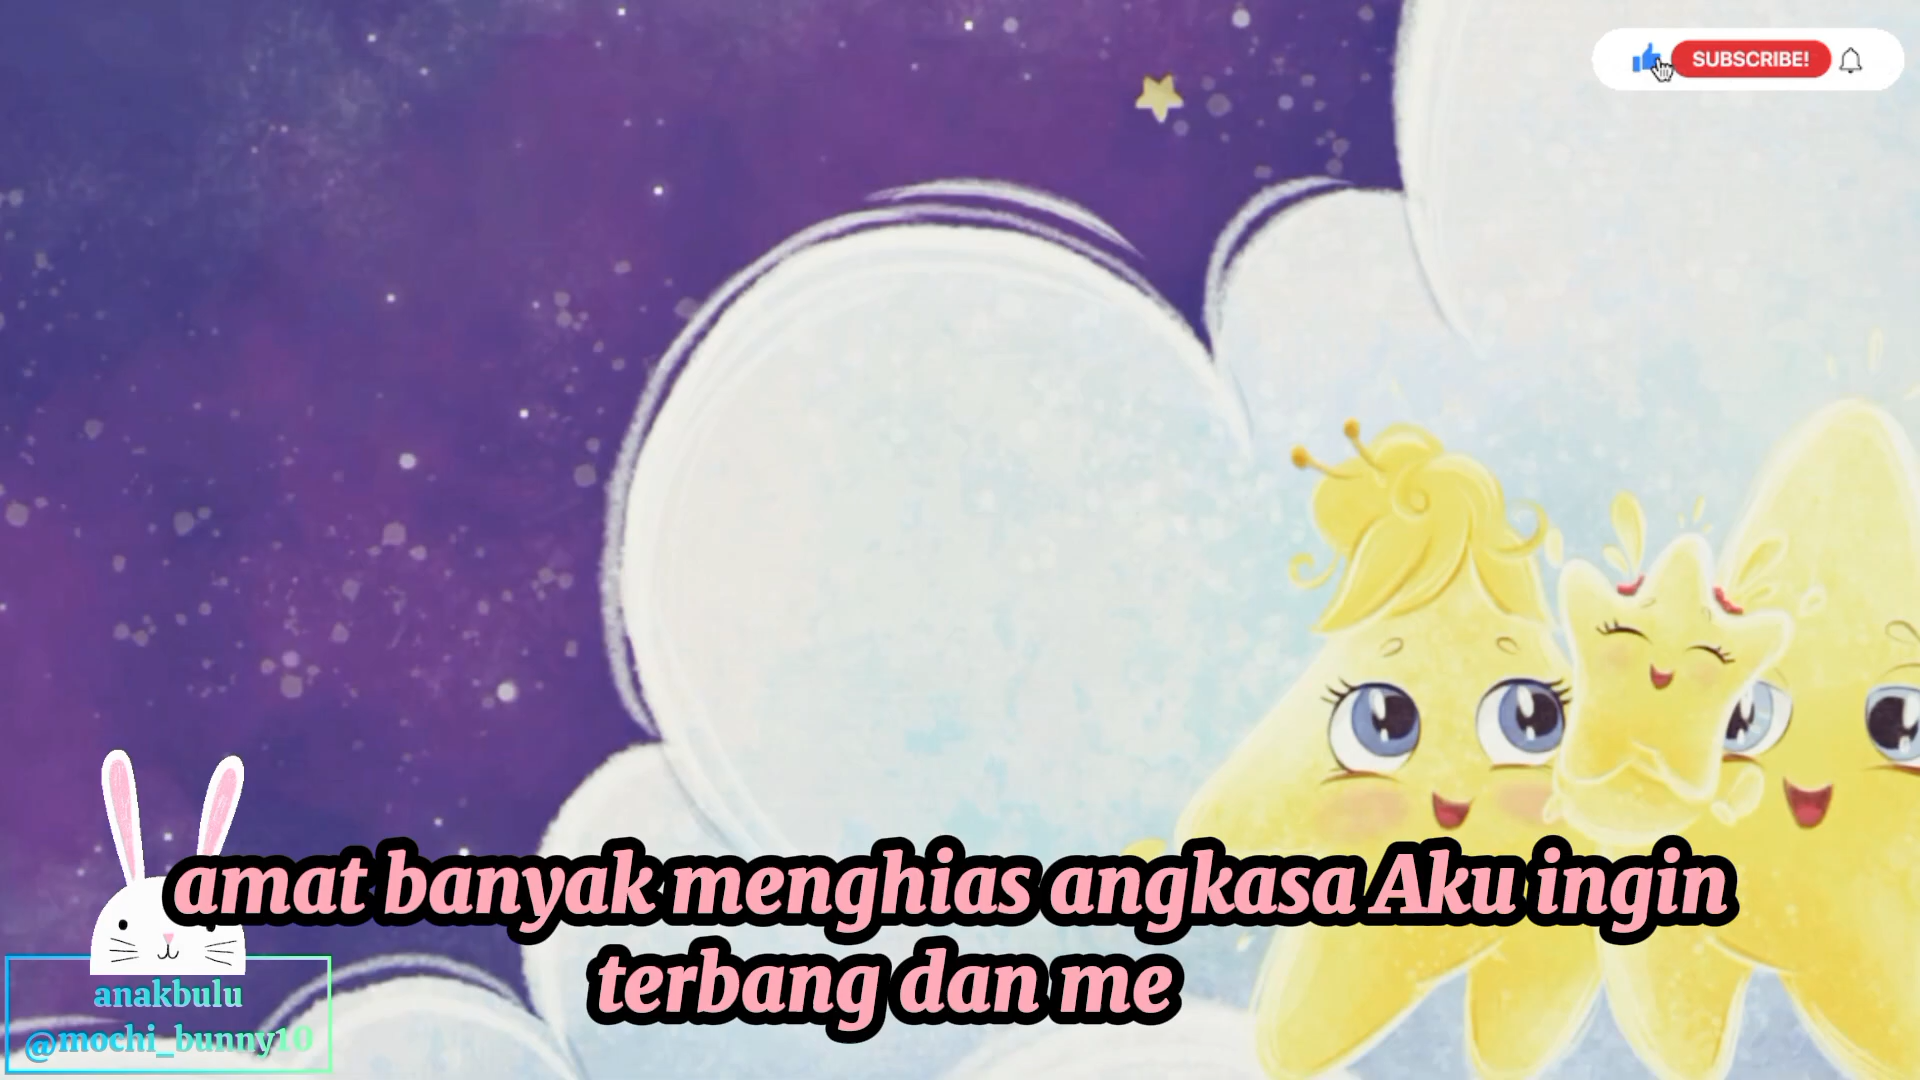 SUBSCRIBE!
amat banyak menghias angkasa Aku ingin
terbang dan me
anakbulu
@mochi_bunny10